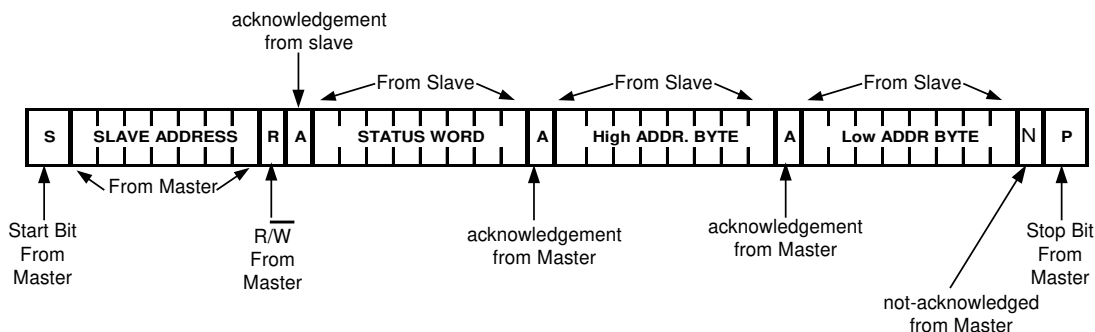 acknowledgement
from slave
From Slave
From Slave
From Slave
S SLAVE ADDRESS R A STATUS WORD A High ADDR. BYTE A Low ADDR BYTE N P
From Master
Start Bit
From
Master
R/W̅
From
Master
acknowledgement
from Master
acknowledgement
from Master
not-acknowledged
from Master
Stop Bit
From
Master